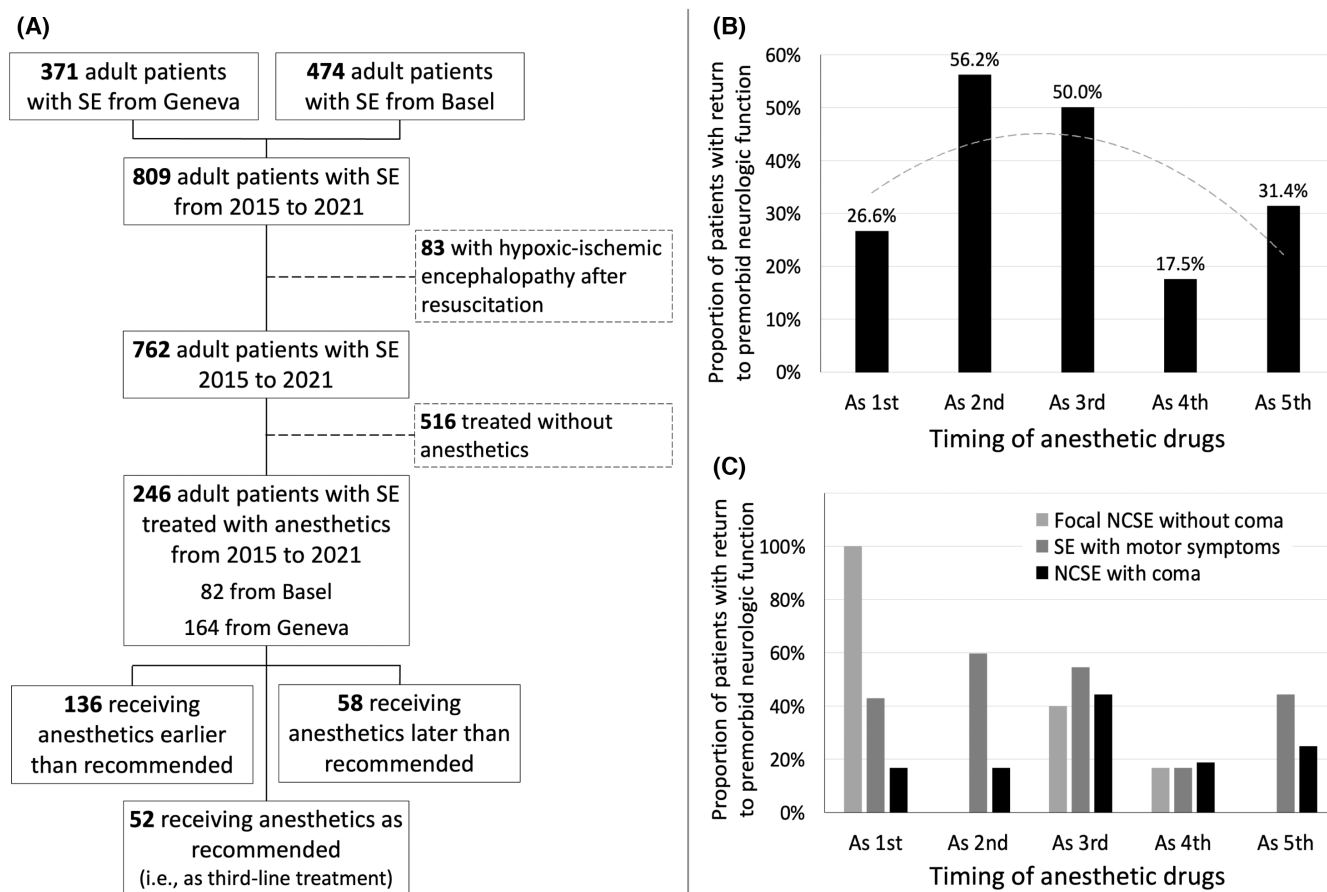 (A)
371 adult patients
with SE from Geneva
474 adult patients
with SE from Basel
809 adult patients with SE
from 2015 to 2021
83 with hypoxic-ischemic
encephalopathy after
resuscitation
762 adult patients with SE
2015 to 2021
516 treated without
anesthetics
246 adult patients with SE
treated with anesthetics
from 2015 to 2021
82 from Basel
164 from Geneva
136 receiving
anesthetics earlier
than recommended
58 receiving
anesthetics later than
recommended
52 receiving anesthetics as
recommended
(i.e., as third-line treatment)
(B)
Proportion of patients with return
to premorbid neurologic function
60%
50%
40%
30%
20%
10%
0%
26.6%
56.2%
50.0%
17.5%
31.4%
As 1st
As 2nd
As 3rd
As 4th
As 5th
Timing of anesthetic drugs
(C)
Proportion of patients with return
to premorbid neurologic function
100%
80%
60%
40%
20%
0%
Focal NCSE without coma
SE with motor symptoms
NCSE with coma
As 1st
As 2nd
As 3rd
As 4th
As 5th
Timing of anesthetic drugs